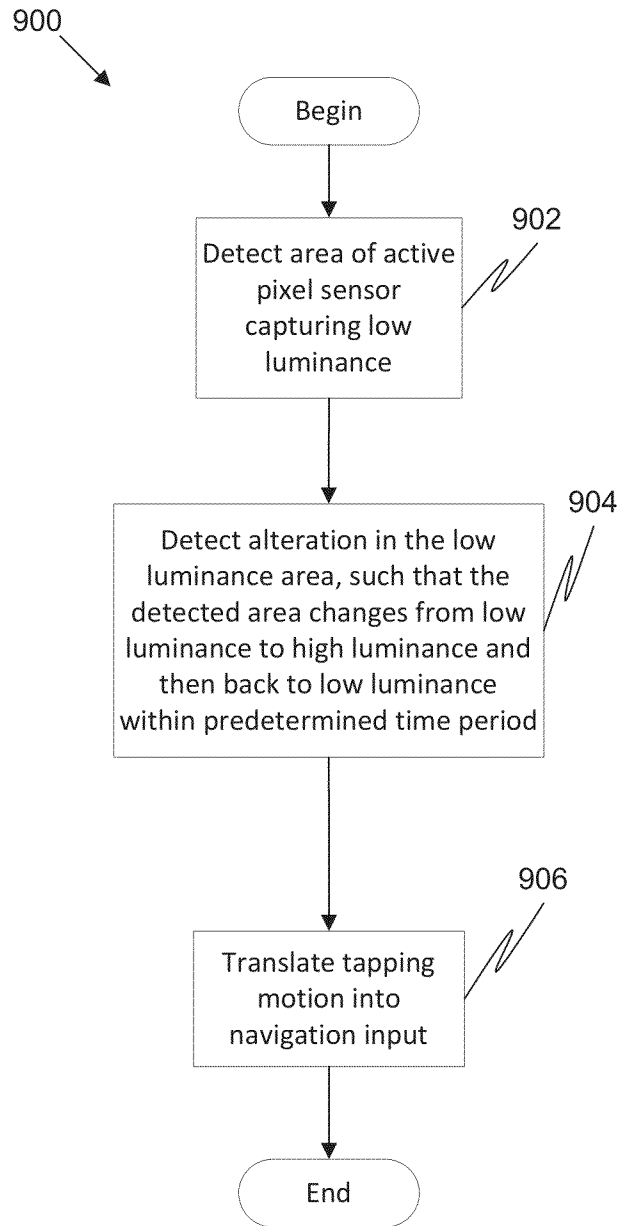 900
Begin
902
Detect area of active
pixel sensor
capturing low
luminance
904
Detect alteration in the low
luminance area, such that the
detected area changes from low
luminance to high luminance and
then back to low luminance
within predetermined time period
906
Translate tapping
motion into
navigation input
End